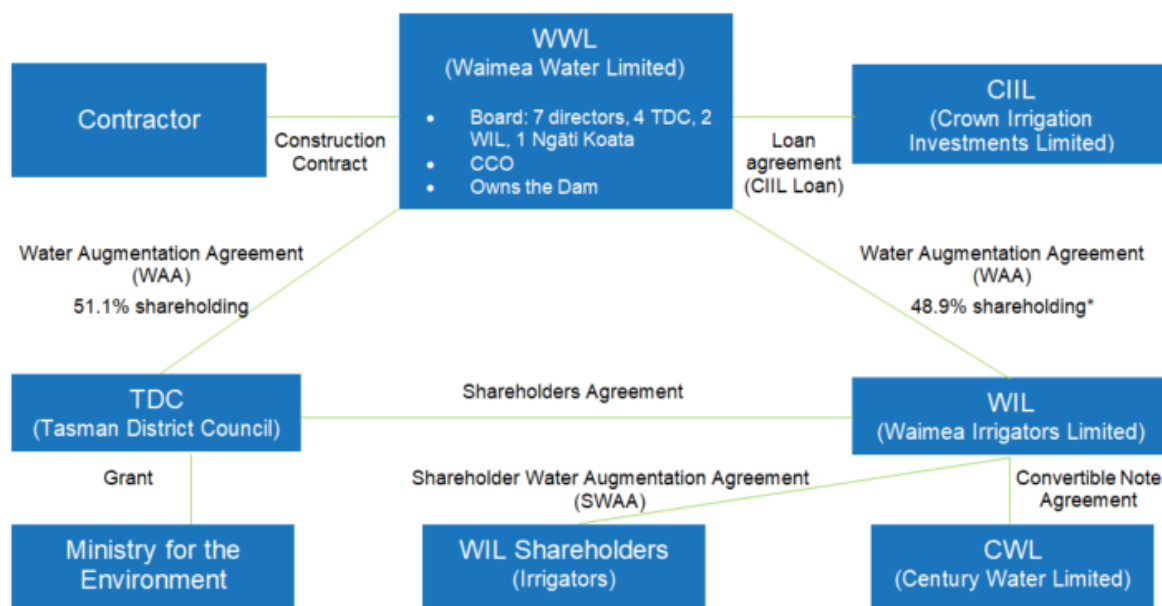 WWL
(Waimea Water Limited)
• Board: 7 directors, 4 TDC, 2
WIL, 1 Ngāti Koata
• CCO
• Owns the Dam
Contractor
Construction
Contract
Loan
agreement
(CIIL Loan)
CIIL
(Crown Irrigation
Investments Limited)
Water Augmentation Agreement
(WAA)
51.1% shareholding
Water Augmentation Agreement
(WAA)
48.9% shareholding*
TDC
(Tasman District Council)
Shareholders Agreement
WIL
(Waimea Irrigators Limited)
Grant
Shareholder Water Augmentation Agreement
(SWAA)
Convertible Note
Agreement
Ministry for the
Environment
WIL Shareholders
(Irrigators)
CWL
(Century Water Limited)